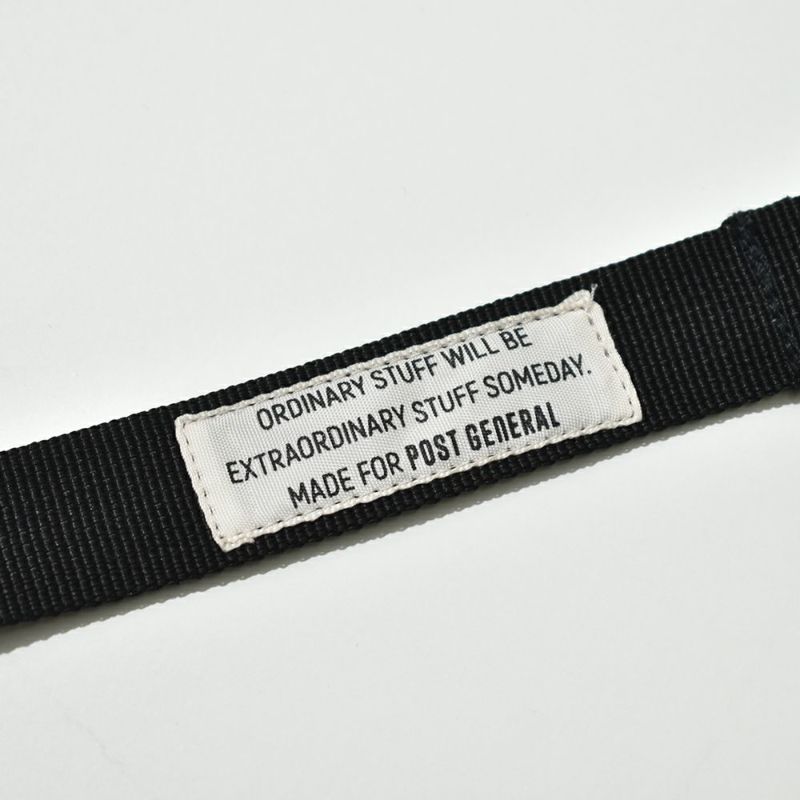 ORDINARY STUFF WILL BE
EXTRAORDINARY STUFF SOMEDAY.
MADE FOR POST GENERAL